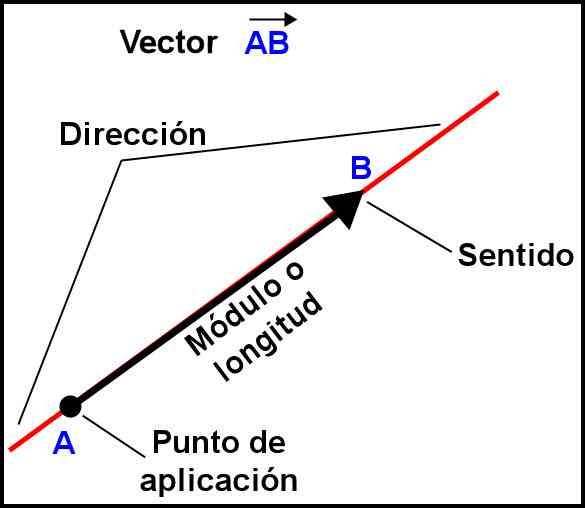 Vector AB
Dirección
B
Sentido
Módulo o
longitud
A
Punto de
aplicación